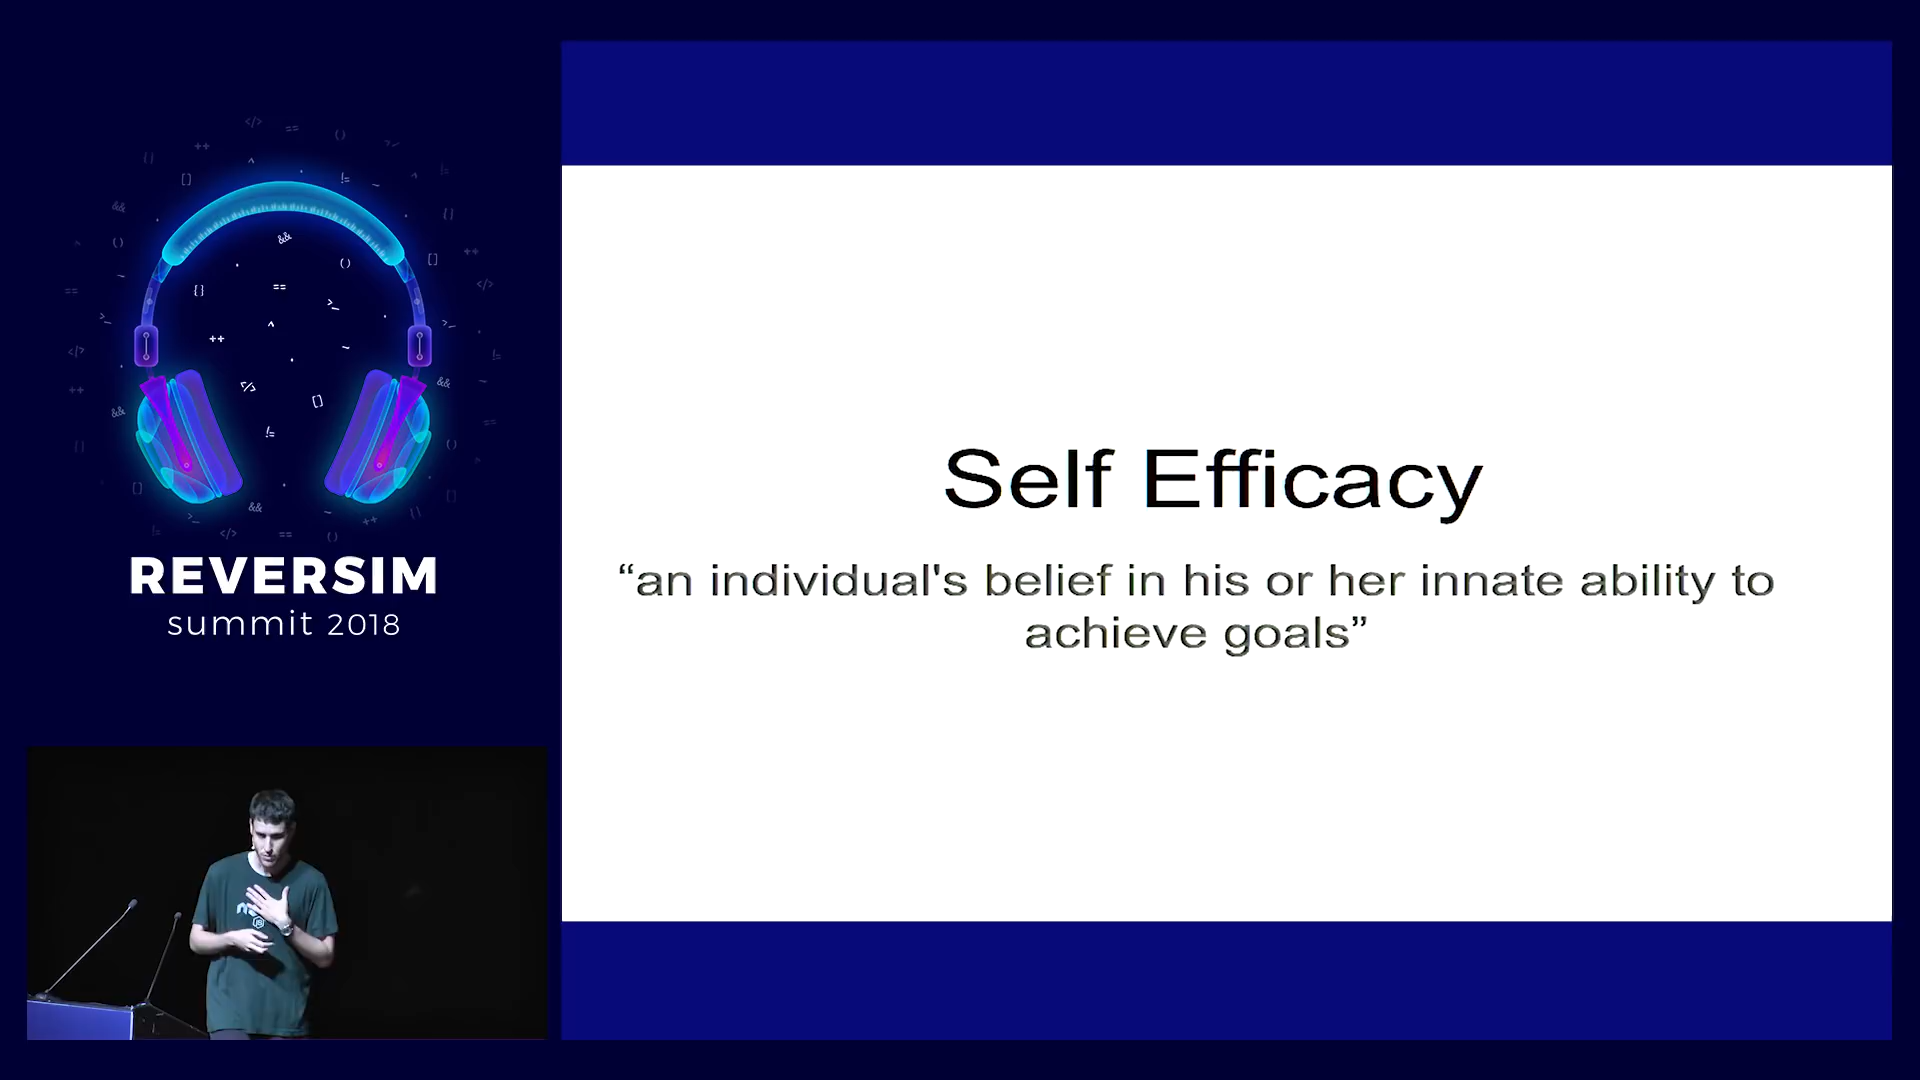 REVERSIM
summit 2018
Self Efficacy
“an individual's belief in his or her innate ability to
achieve goals”